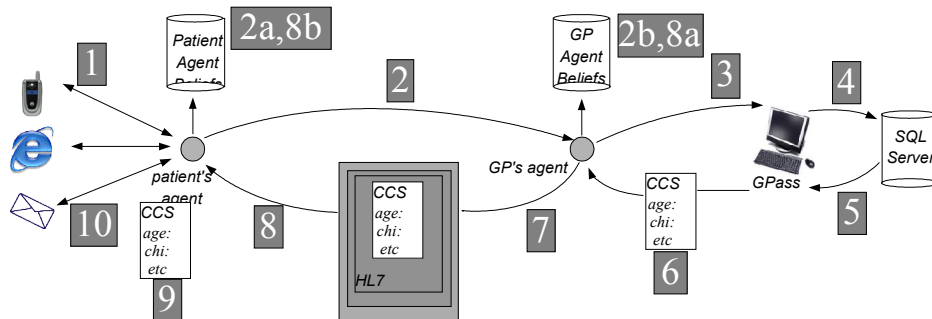 1
Patient
Agent
Beliefs
2a,8b
2
GP
Agent
Beliefs
2b,8a
3
4
SQL
Server
patient's
agent
GP's agent
GPass
5
10
CCS
age:
chi:
etc
9
8
CCS
age:
chi:
etc
HL7
7
CCS
age:
chi:
etc
6